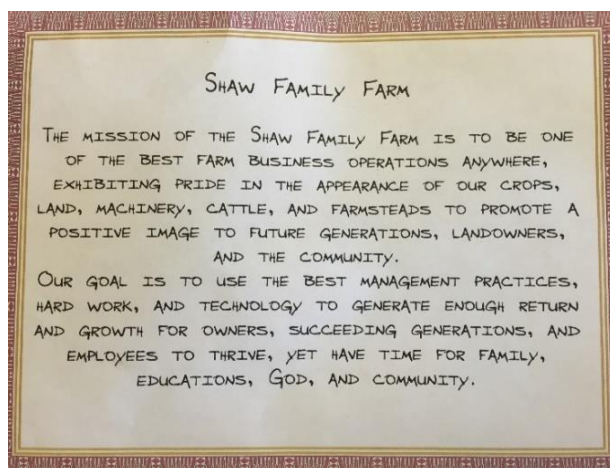 Shaw Family Farm
The mission of the Shaw Family Farm is to be one
of the best farm business operations anywhere,
exhibiting pride in the appearance of our crops,
land, machinery, cattle, and farmsteads to promote a
positive image to future generations, landowners,
and the community.
Our goal is to use the best management practices,
hard work, and technology to generate enough return
and growth for owners, succeeding generations, and
employees to thrive, yet have time for family,
educations, God, and community.